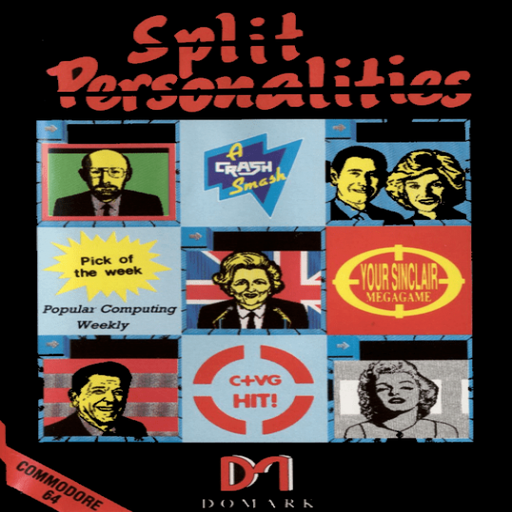 Split
Personalities
A
CRASH
Smash
Pick of
the week
Popular Computing
Weekly
YOUR SINCLAIR
MEGAGAME
C+VG
HIT!
COMMODORE
64
DOMARK